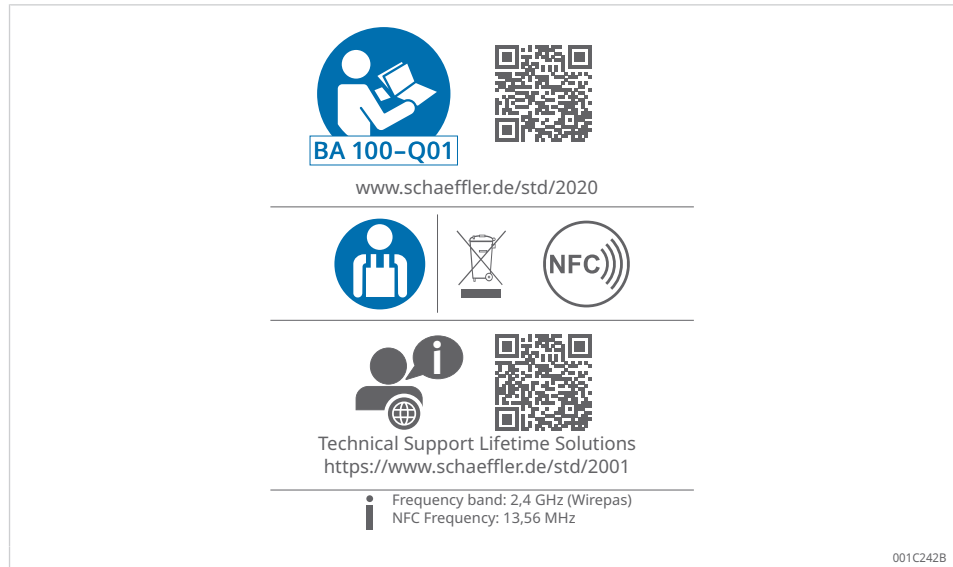 BA 100–Q01
www.schaeffler.de/std/2020
NFC
i
Technical Support Lifetime Solutions
https://www.schaeffler.de/std/2001
i Frequency band: 2,4 GHz (Wirepas)
NFC Frequency: 13,56 MHz
001C242B